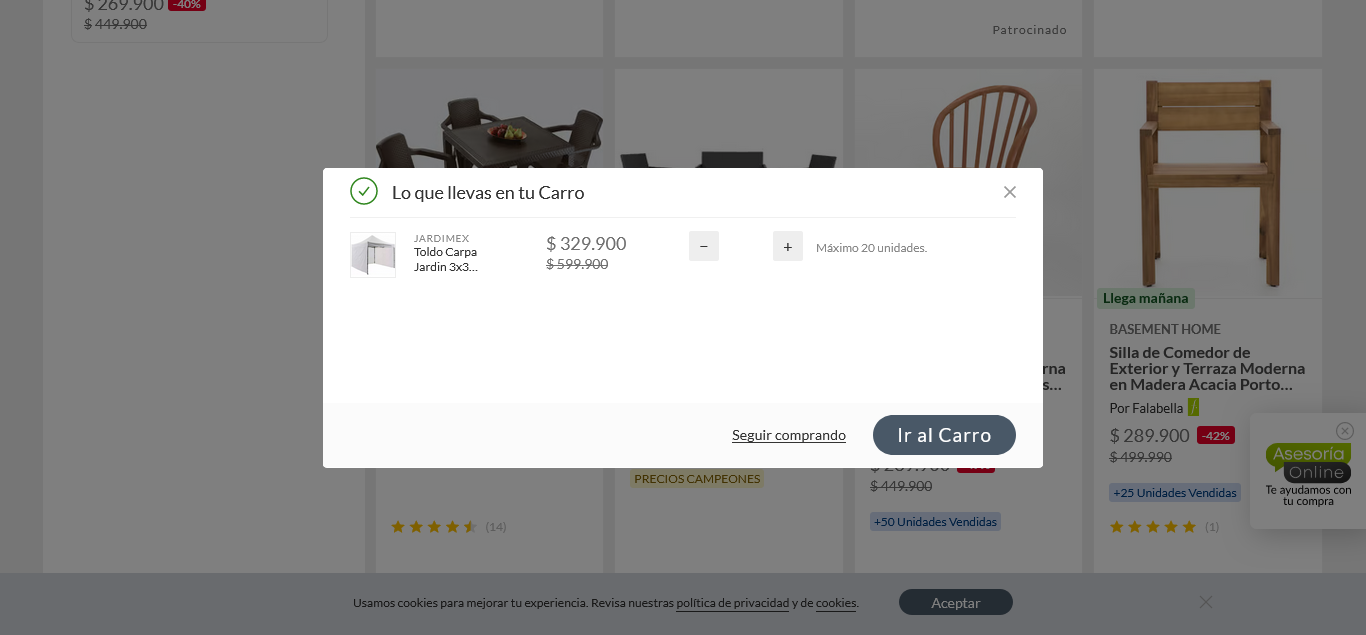 $ 269.900 -40%
$ 449.900
Patrocinado
Lo que llevas en tu Carro
JARDIMEX
Toldo Carpa
Jardin 3x3...
$ 329.900
$ 599.900
−
+
Máximo 20 unidades.
Seguir comprando
Ir al Carro
Llega mañana
BASEMENT HOME
Silla de Comedor de
Exterior y Terraza Moderna
en Madera Acacia Porto...
Por Falabella
$ 289.900 -42%
$ 499.990
+25 Unidades Vendidas
(1)
$ 449.900
+50 Unidades Vendidas
PRECIOS CAMPEONES
(14)
Asesoría
Online
Te ayudamos con
tu compra
Usamos cookies para mejorar tu experiencia. Revisa nuestras política de privacidad y de cookies.
Aceptar